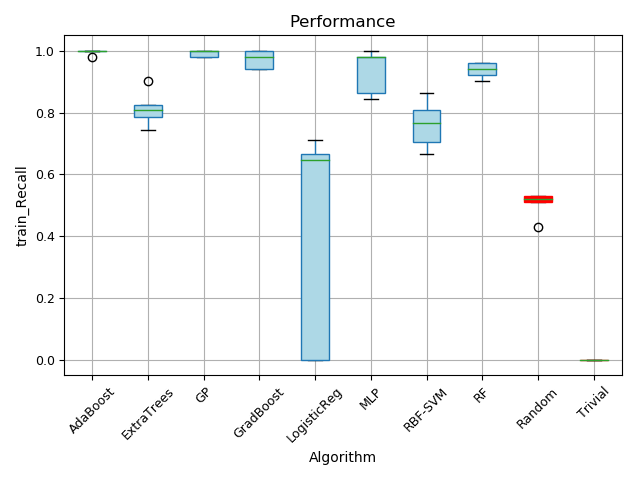 Performance
1.0
0.8
0.6
0.4
0.2
0.0
train_Recall
AdaBoost
ExtraTrees
GP
GradBoost
LogisticReg
MLP
RBF-SVM
RF
Random
Trivial
Algorithm